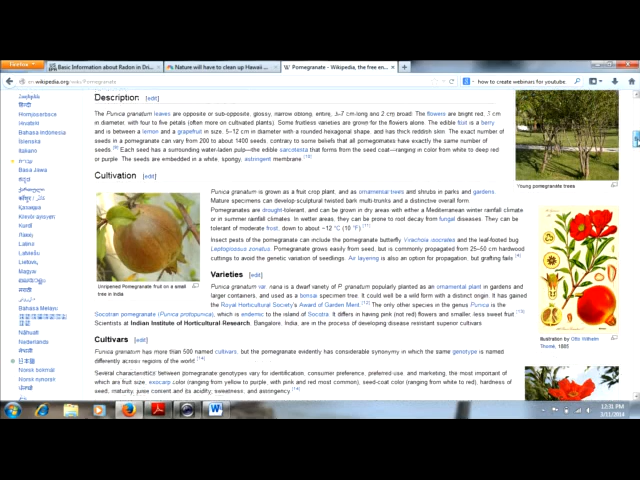 Firefox
Basic Information about Radon in Dri...
Nature will have to clean up Hawaii ...
Pomegranate - Wikipedia, the free en...
en.wikipedia.org/wiki/Pomegranate
how to create webinars for youtube
Description [edit]
The Punica granatum leaves are opposite or sub-opposite, glossy, narrow oblong, entire, 3–7 cm long and 2 cm broad. The flowers are bright red, 3 cm
in diameter, with four to five petals (often more on cultivated plants). Some fruitless varieties are grown for the flowers alone. The edible fruit is a berry
and is between a lemon and a grapefruit in size, 5–12 cm in diameter with a rounded hexagonal shape, and has thick reddish skin. The exact number of
seeds in a pomegranate can vary from 200 to about 1400 seeds, contrary to some beliefs that all pomegranates have exactly the same number of
seeds. Each seed has a surrounding water-laden pulp—the edible sarcotesta that forms from the seed coat—ranging in color from white to deep red
or purple. The seeds are embedded in a white, spongy, astringent membrane.
Young pomegranate trees
Cultivation [edit]
Punica granatum is grown as a fruit crop plant, and as ornamental trees and shrubs in parks and gardens.
Mature specimens can develop sculptural twisted bark multi-trunks and a distinctive overall form.
Pomegranates are drought-tolerant, and can be grown in dry areas with either a Mediterranean winter rainfall climate
or in summer rainfall climates. In wetter areas, they can be prone to root decay from fungal diseases. They can be
tolerant of moderate frost, down to about −12 °C (10 °F).
Insect pests of the pomegranate can include the pomegranate butterfly Virachola isocrates and the leaf-footed bug
Leptoglossus zonatus. Pomegranate grows easily from seed, but is commonly propagated from 25–50 cm hardwood
cuttings to avoid the genetic variation of seedlings. Air layering is also an option for propagation, but grafting fails.
Unripened Pomegranate fruit on a small
tree in India
Varieties [edit]
Punica granatum var. nana is a dwarf variety of P. granatum popularly planted as an ornamental plant in gardens and
larger containers, and used as a bonsai specimen tree. It could well be a wild form with a distinct origin. It has gained
the Royal Horticultural Society's Award of Garden Merit. The only other species in the genus Punica is the
Socotran pomegranate (Punica protopunica), which is endemic to the island of Socotra. It differs in having pink (not red) flowers and smaller, less sweet fruit.
Scientists at Indian Institute of Horticultural Research, Bangalore, India, are in the process of developing disease resistant superior cultivars
Illustration by Otto Wilhelm
Thomé, 1885
Cultivars [edit]
Punica granatum has more than 500 named cultivars, but the pomegranate evidently has considerable synonymy in which the same genotype is named
differently across regions of the world.
Several characteristics between pomegranate genotypes vary for identification, consumer preference, preferred use, and marketing, the most important of
which are fruit size, exocarp color (ranging from yellow to purple, with pink and red most common), seed-coat color (ranging from white to red), hardness of
seed, maturity, juice content and its acidity, sweetness, and astringency.
हिन्दी
Hornjoserbsce
Hrvatski
Bahasa Indonesia
Íslenska
Italiano
Basa Jawa
Kreyòl ayisyen
Kurdî
Latina
Latviešu
Lietuvių
Magyar
Bahasa Melayu
Nāhuatl
Nederlands
नेपाली
日本語
Norsk bokmål
Norsk nynorsk
12:31 PM
3/11/2014